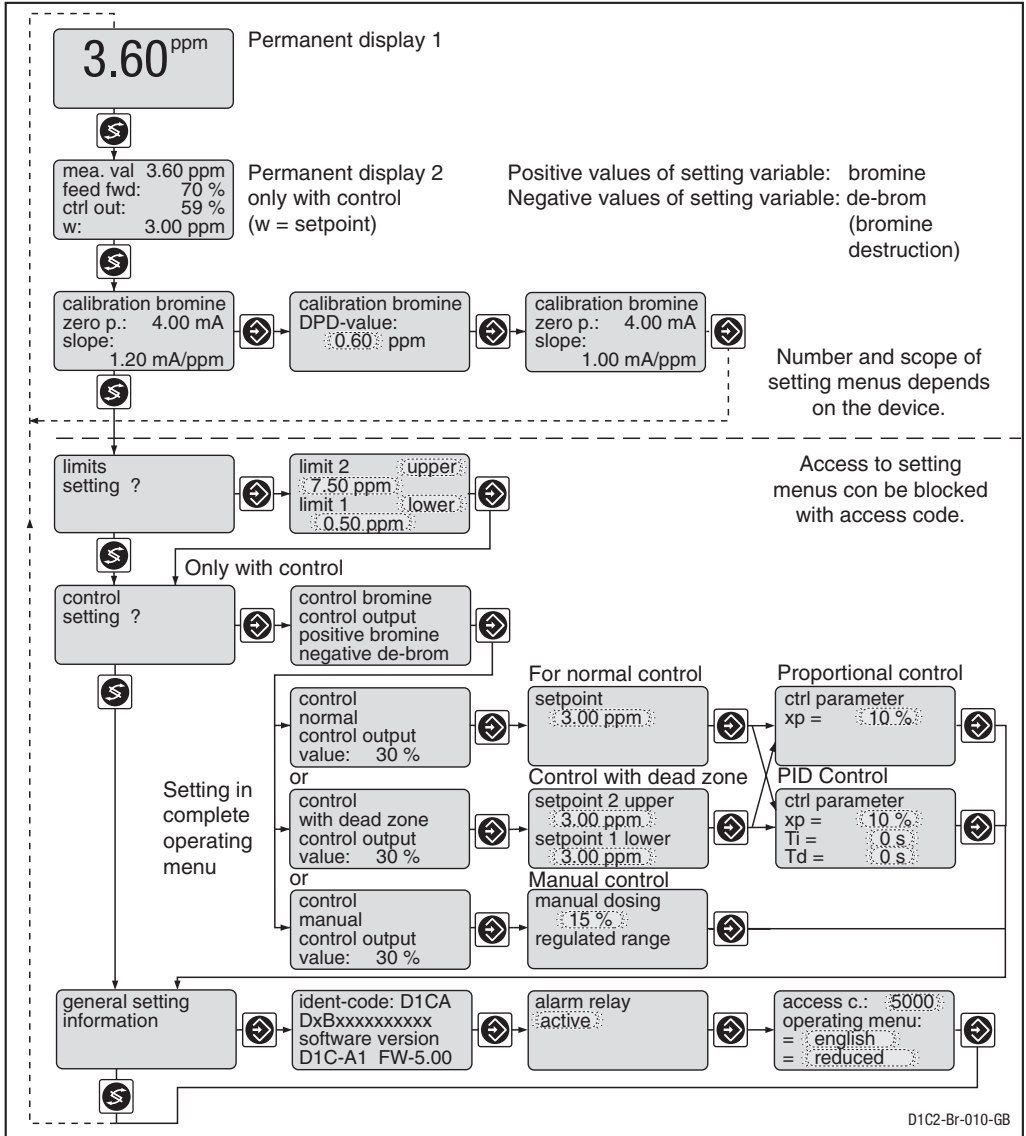 3.60 ppm
Permanent display 1
mea. val 3.60 ppm
feed fwd: 70 %
ctrl out: 59 %
w: 3.00 ppm
Permanent display 2
only with control
(w = setpoint)
Positive values of setting variable: bromine
Negative values of setting variable: de-brom
(bromine
destruction)
calibration bromine
zero p.: 4.00 mA
slope:
1.20 mA/ppm
calibration bromine
DPD-value:
0.60 ppm
calibration bromine
zero p.: 4.00 mA
slope:
1.00 mA/ppm
Number and scope of
setting menus depends
on the device.
limits
setting ?
limit 2 upper
7.50 ppm
limit 1 lower
0.50 ppm
Access to setting
menus con be blocked
with access code.
Only with control
control
setting ?
control bromine
control output
positive bromine
negative de-brom
Setting in
complete
operating
menu
control
normal
control output
value: 30 %
For normal control
setpoint
3.00 ppm
Proportional control
ctrl parameter
xp = 10 %
or
control
with dead zone
control output
value: 30 %
Control with dead zone
setpoint 2 upper
3.00 ppm
setpoint 1 lower
3.00 ppm
PID Control
ctrl parameter
xp = 10 %
Ti = 0 s
Td = 0 s
or
control
manual
control output
value: 30 %
Manual control
manual dosing
15 %
regulated range
general setting
information
ident-code: D1CA
DxBxxxxxxxxxx
software version
D1C-A1 FW-5.00
alarm relay
active
access c.: 5000
operating menu:
= english
= reduced
D1C2-Br-010-GB